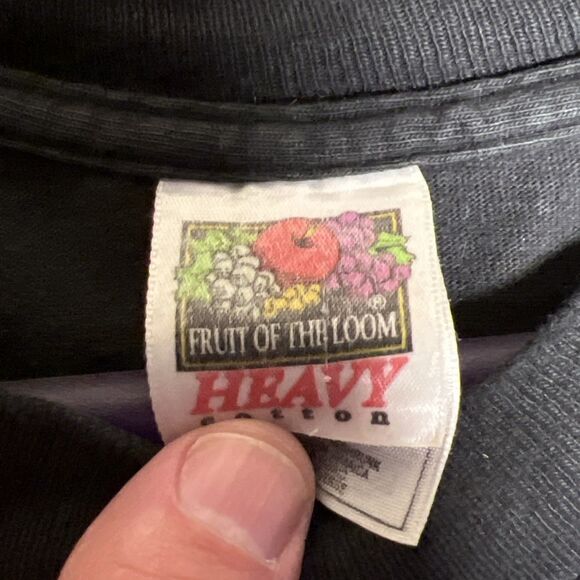 FRUIT OF THE LOOM
®
HEAVY
cotton